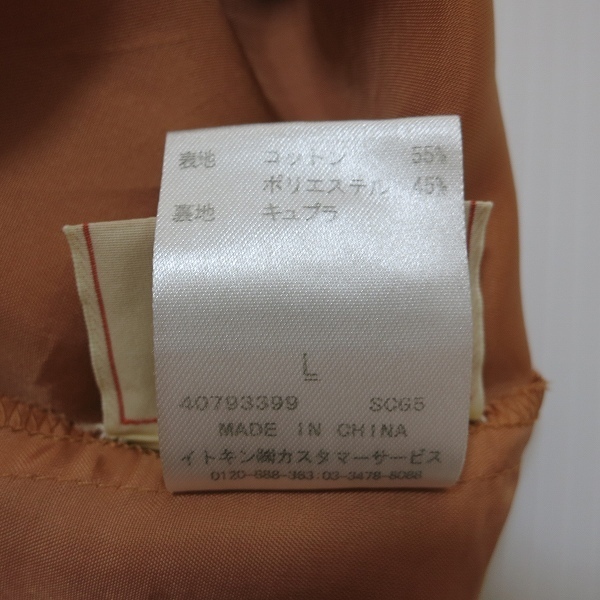 表地 コットン 55%
ポリエステル 45%
裏地 キュプラ
L
40793399 SCG5
MADE IN CHINA
イトキン㈱カスタマーサービス
0120-888-363:03-3478-8088